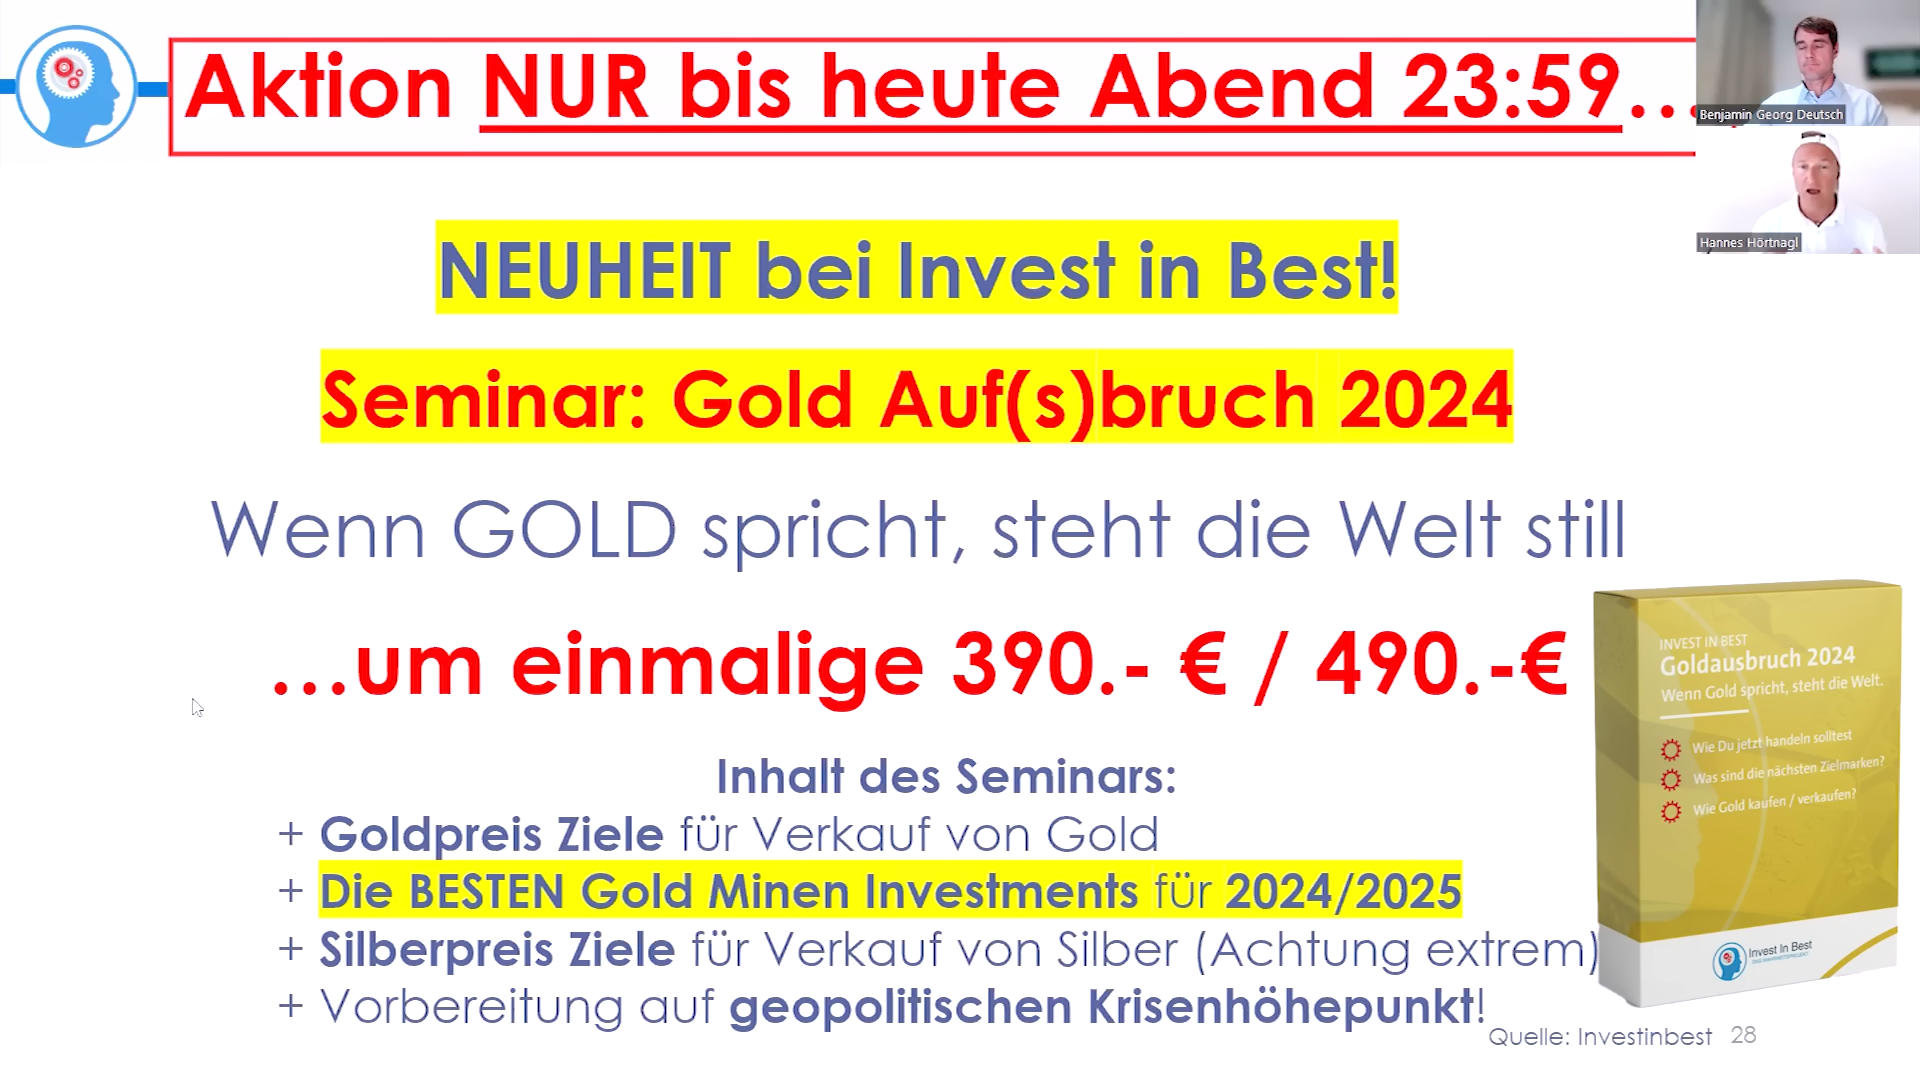 Aktion NUR bis heute Abend 23:59...
Benjamin Georg Deutsch
Hannes Hörtnagl
NEUHEIT bei Invest in Best!
Seminar: Gold Auf(s)bruch 2024
Wenn GOLD spricht, steht die Welt still
...um einmalige 390.- € / 490.-€
Inhalt des Seminars:
+ Goldpreis Ziele für Verkauf von Gold
+ Die BESTEN Gold Minen Investments für 2024/2025
+ Silberpreis Ziele für Verkauf von Silber (Achtung extrem)
+ Vorbereitung auf geopolitischen Krisenhöhepunkt!
INVEST IN BEST
Goldausbruch 2024
Wenn Gold spricht, steht die Welt.
Wie Du jetzt handeln solltest
Was sind die nächsten Zielmarken?
Wie Gold kaufen / verkaufen?
Invest In Best
Quelle: Investinbest 28